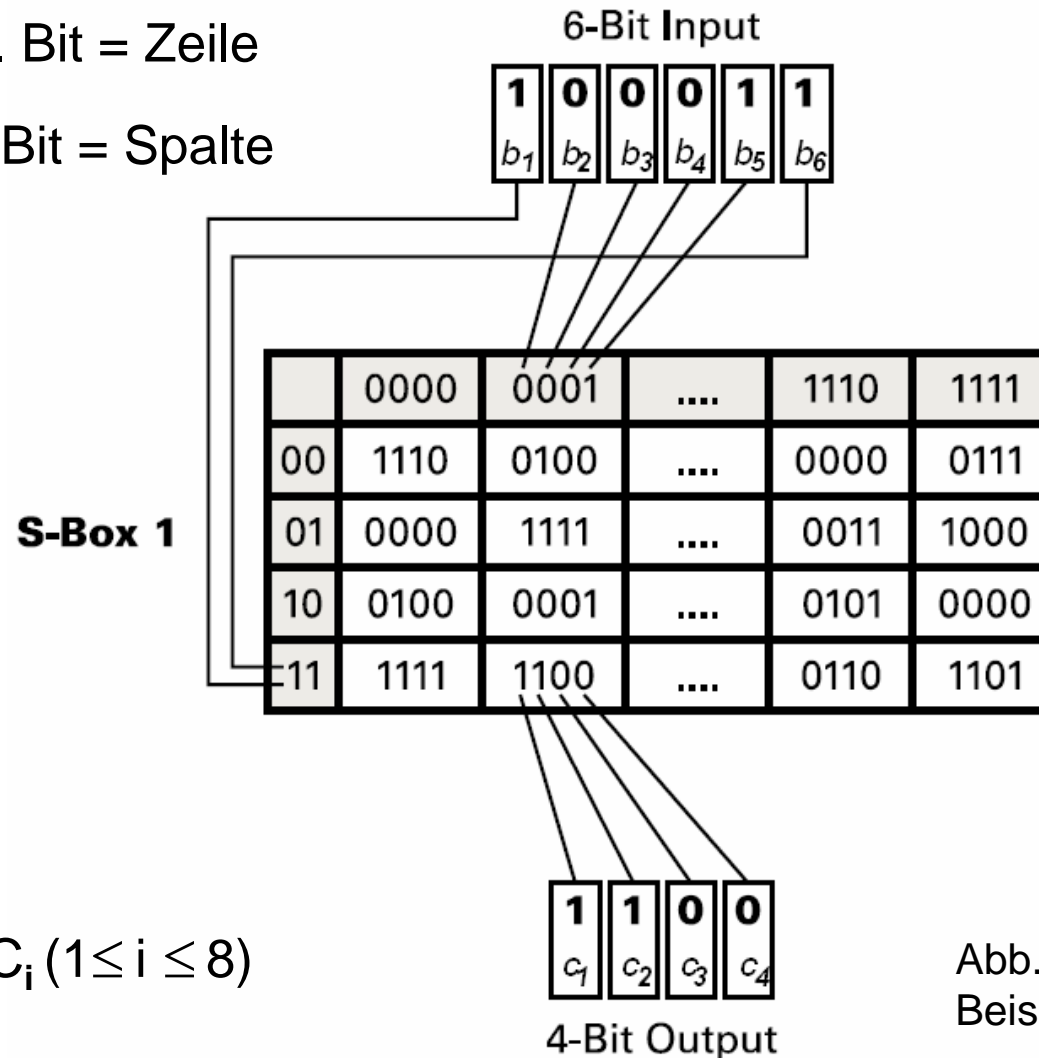 . Bit = Zeile
Bit = Spalte
6-Bit Input
1 0 0 0 1 1
b1 b2 b3 b4 b5 b6
0000 0001 .... 1110 1111
00 1110 0100 .... 0000 0111
S-Box 1
01 0000 1111 .... 0011 1000
10 0100 0001 .... 0101 0000
11 1111 1100 .... 0110 1101
1 1 0 0
c1 c2 c3 c4
Ci (1≤ i ≤ 8)
4-Bit Output
Abb.
Beis